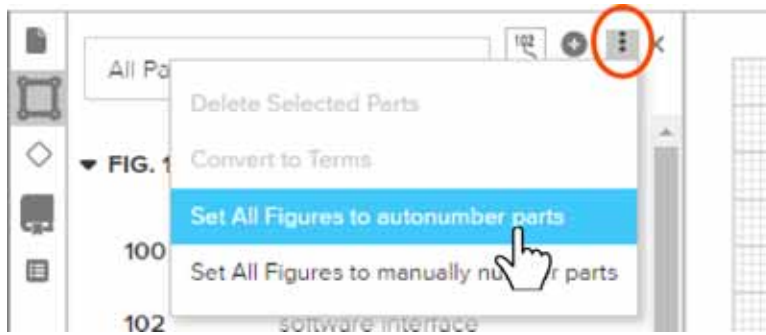 102
All Pa
Delete Selected Parts
Convert to Terms
FIG. 1
Set All Figures to autonumber parts
100
Set All Figures to manually number parts
102 software interface